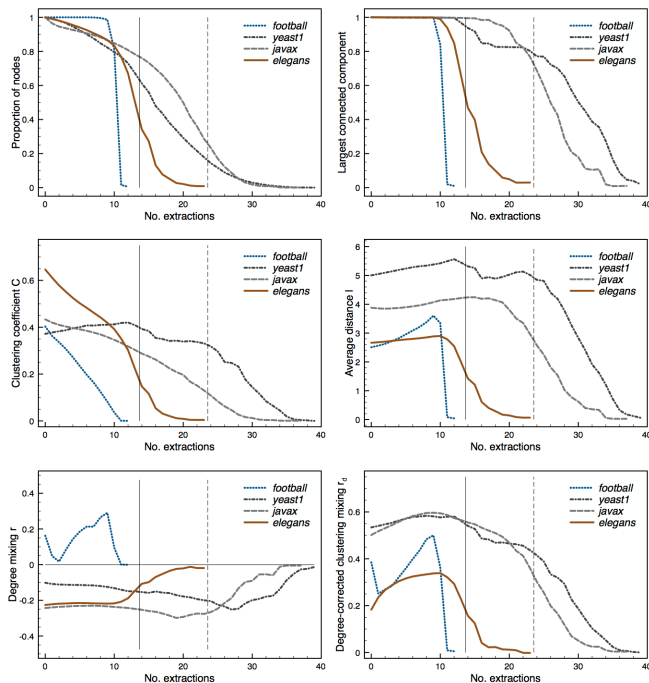 Proportion of nodes
1
0.8
0.6
0.4
0.2
0
0
10
20
30
40
No. extractions
football
yeast1
javax
elegans
Largest connected component
1
0.8
0.6
0.4
0.2
0
0
10
20
30
40
No. extractions
football
yeast1
javax
elegans
Clustering coefficient C
0.6
0.4
0.2
0
0
10
20
30
40
No. extractions
football
yeast1
javax
elegans
Average distance l
6
5
4
3
2
1
0
0
10
20
30
40
No. extractions
football
yeast1
javax
elegans
Degree mixing r
0.4
0.2
0
-0.2
-0.4
0
10
20
30
40
No. extractions
football
yeast1
javax
elegans
Degree-corrected clustering mixing r_d
0.6
0.4
0.2
0
0
10
20
30
40
No. extractions
football
yeast1
javax
elegans